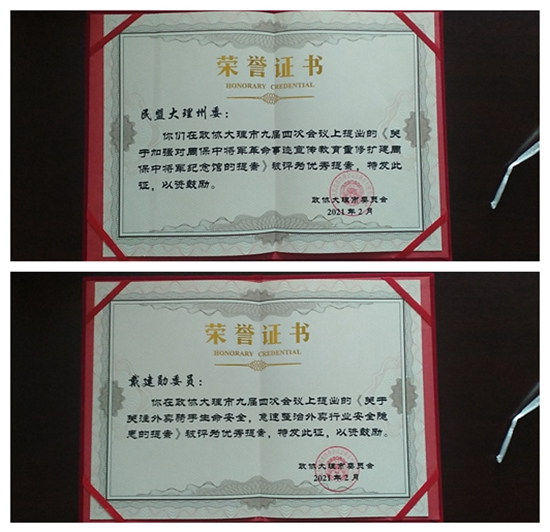 荣誉证书
HONORARY CREDENTIAL
民盟大理州委：
你们在政协大理市九届四次会议上提出的《关
于加强对周保中将军革命事迹宣传教育重修扩建周
保中将军纪念馆的提案》被评为优秀提案，特发此
证，以资鼓励。
政协大理市委员会
2021年2月
荣誉证书
HONORARY CREDENTIAL
戴建勋委员：
你在政协大理市九届四次会议上提出的《关于
关注外卖骑手生命安全，急速整治外卖行业安全隐
患的提案》被评为优秀提案，特发此证，以资鼓励。
政协大理市委员会
2021年2月